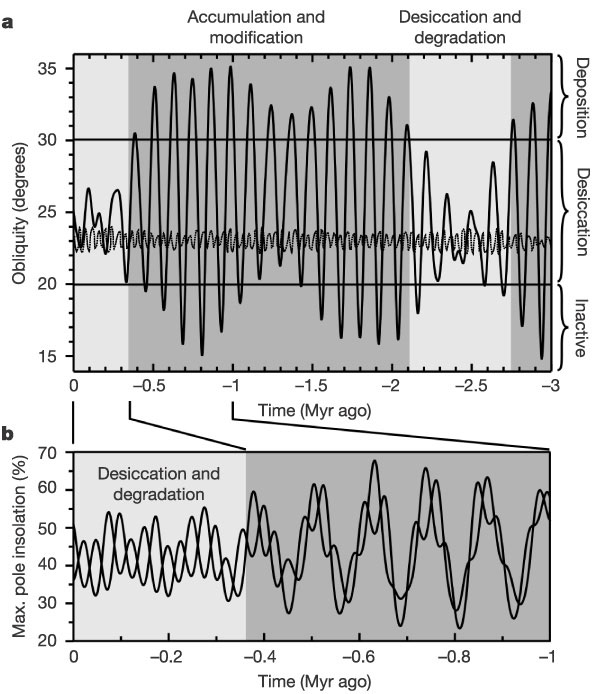 a
Accumulation and
modification
Desiccation and
degradation
35
30
25
20
15
Obliquity (degrees)
Deposition
Desiccation
Inactive
0
−0.5
−1
−1.5
−2
−2.5
−3
Time (Myr ago)
b
Desiccation and
degradation
70
60
50
40
30
20
Max. pole insolation (%)
0
−0.2
−0.4
−0.6
−0.8
−1
Time (Myr ago)